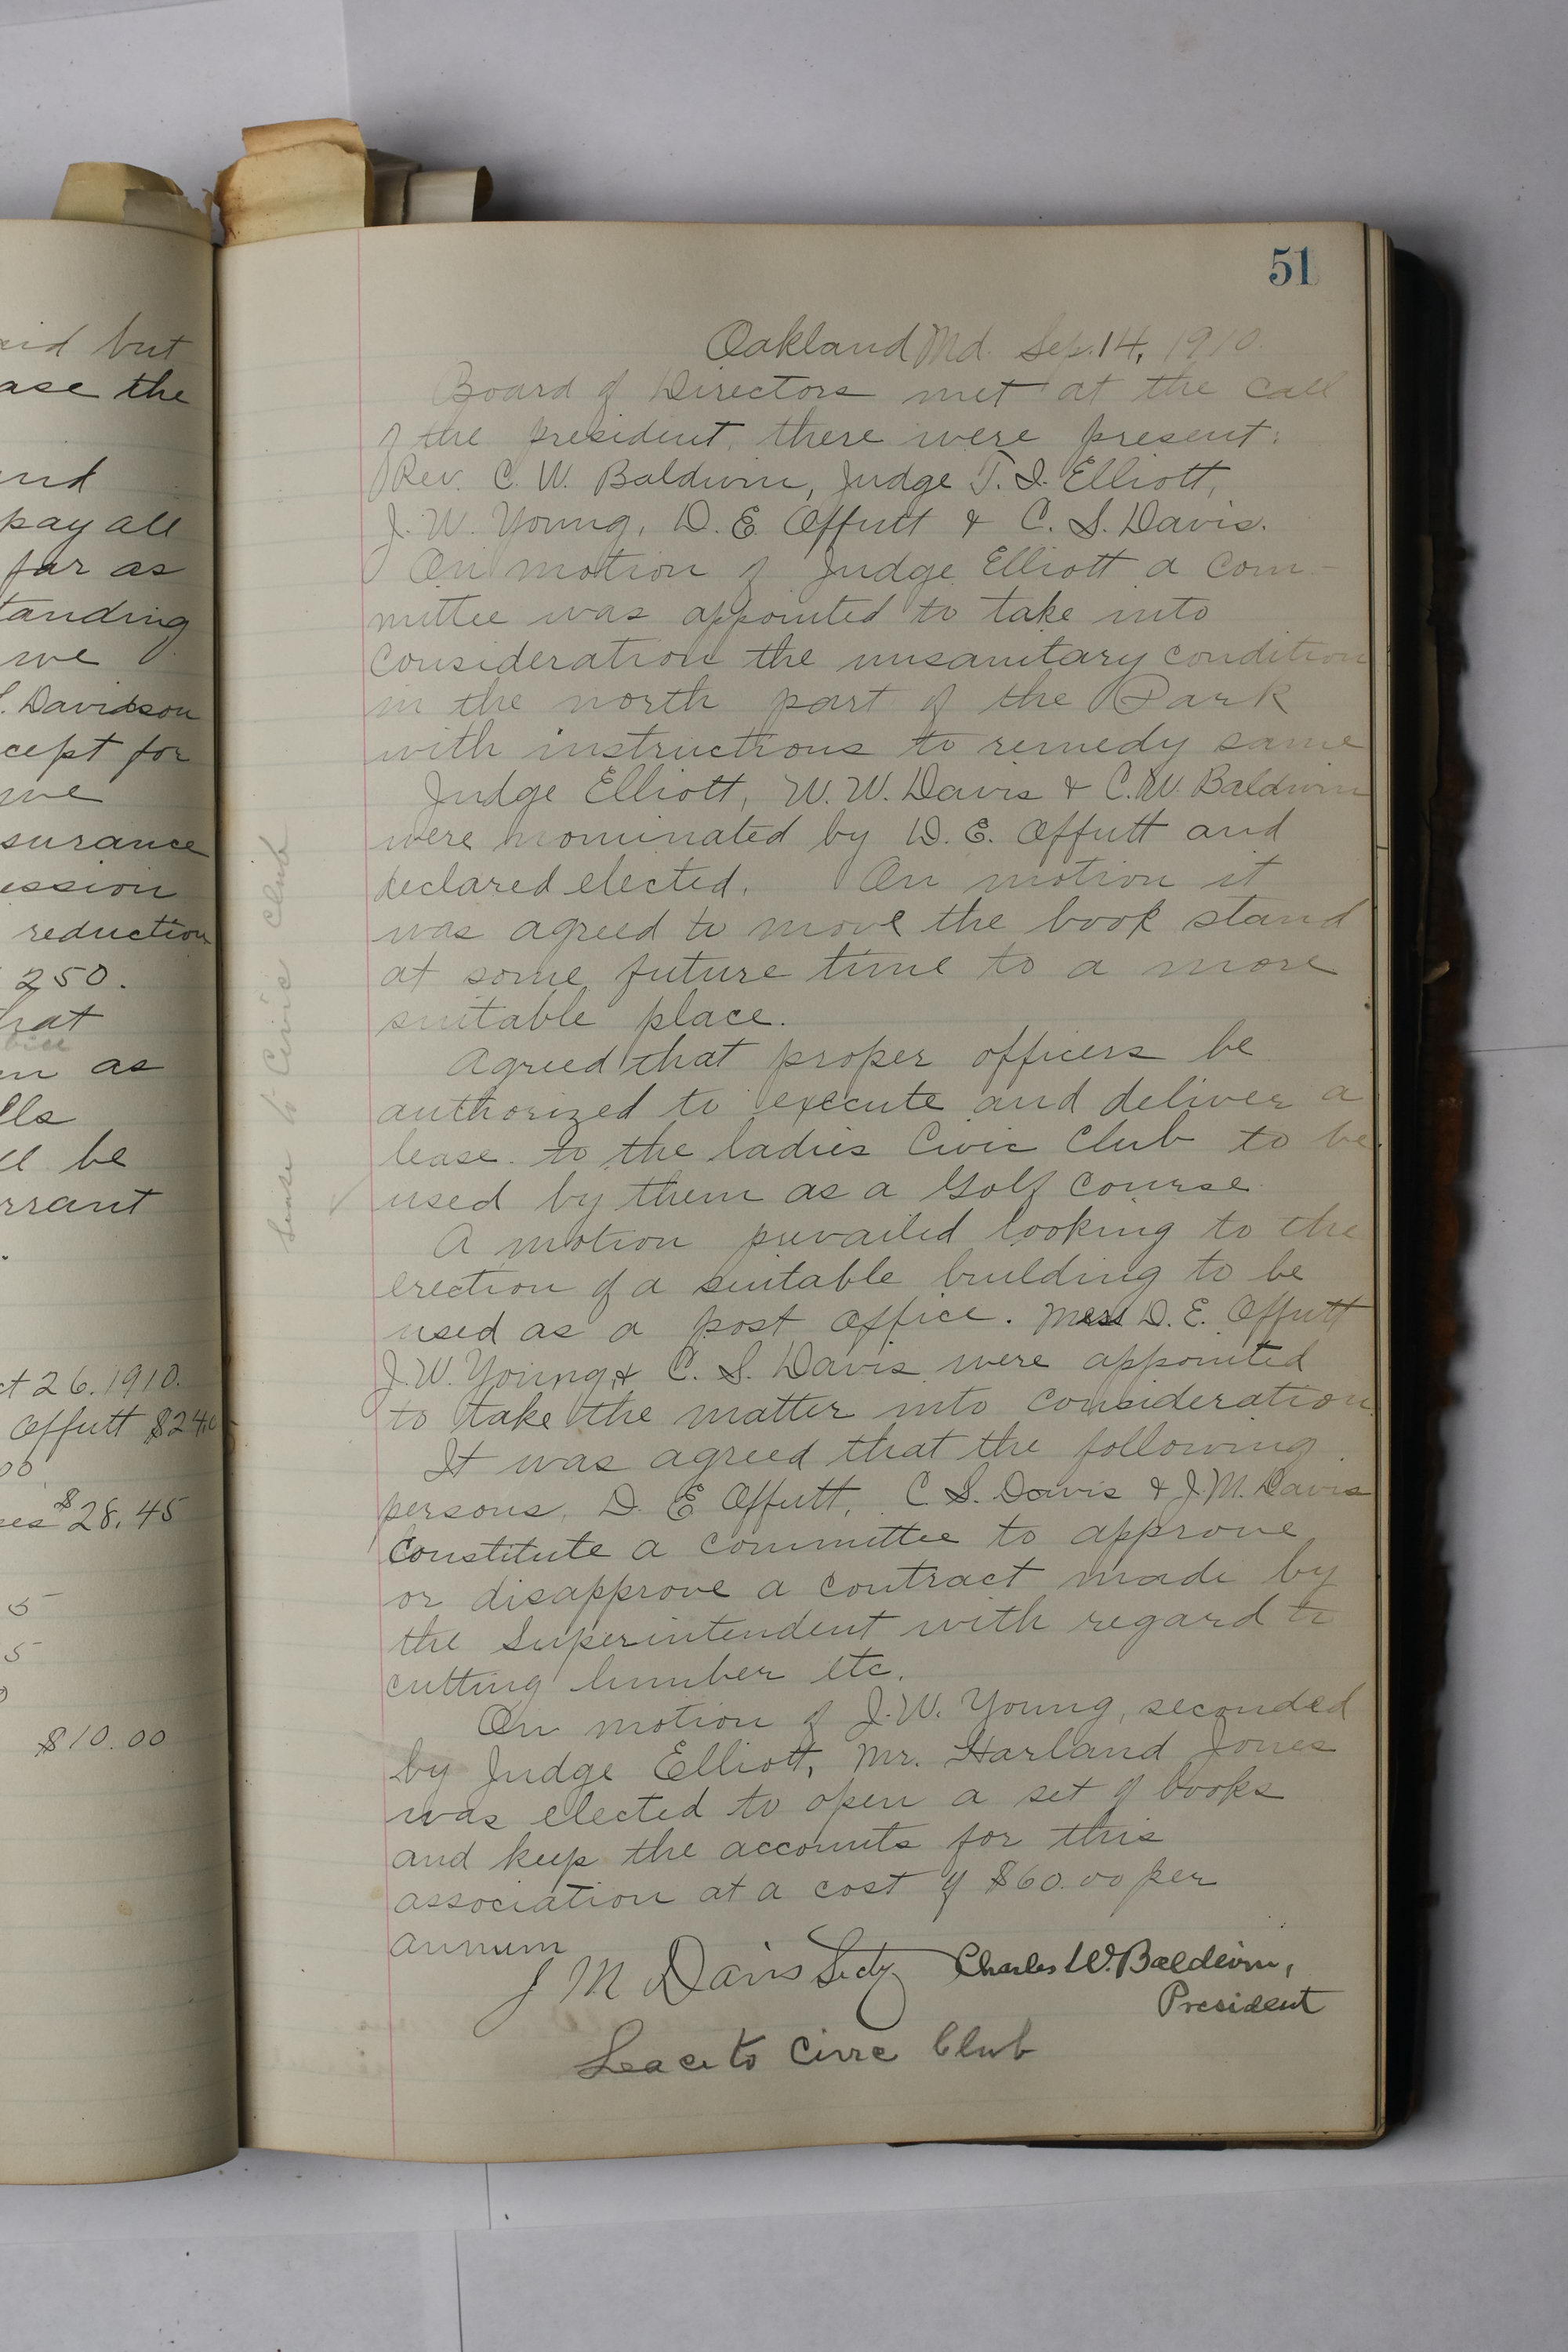 aid but
ase the
and
pay all
far as
tanding
we
S. Davidson
cept for
we
surance
ession
reduction
250.
hat
en as
lls
ll be
rrant
ct 26. 1910.
Offutt $24.0
00
ses $28.45
5
5
$10.00
51
Oakland Md. Sep. 14, 1910.
Board of Directors met at the call
of the president. there were present:
Rev. C. W. Baldwin, Judge T. I. Elliott,
J. W. Young, D. E. Offutt & C. S. Davis.
On motion of Judge Elliott a com-
mittee was appointed to take into
consideration the unsanitary condition
in the north part of the Park
with instructions to remedy same
Judge Elliott, W. W. Davis & C. W. Baldwin
were nominated by D. E. Offutt and
declared elected. On motion it
was agreed to move the book stand
at some future time to a more
suitable place.
Agreed that proper officers be
authorized to execute and deliver a
lease to the ladies Civic Club to be
used by them as a Golf course.
A motion prevailed looking to the
erection of a suitable building to be
used as a post office. Mess D. E. Offutt
J. W. Young & C. S. Davis were appointed
to take the matter into consideration.
It was agreed that the following
persons, D. E Offutt, C. S. Davis & J. M. Davis
constitute a committee to approve
or disapprove a contract made by
the Superintendent with regard to
cutting lumber etc.
On motion of J. W. Young, seconded
by Judge Elliott, Mr. Harland Jones
was elected to open a set of books
and keep the accounts for this
association at a cost of $60.00 per
annum
J M Davis Secty Charles W. Baldwin,
President
Leace to Civic Club
Lease to Civic Club